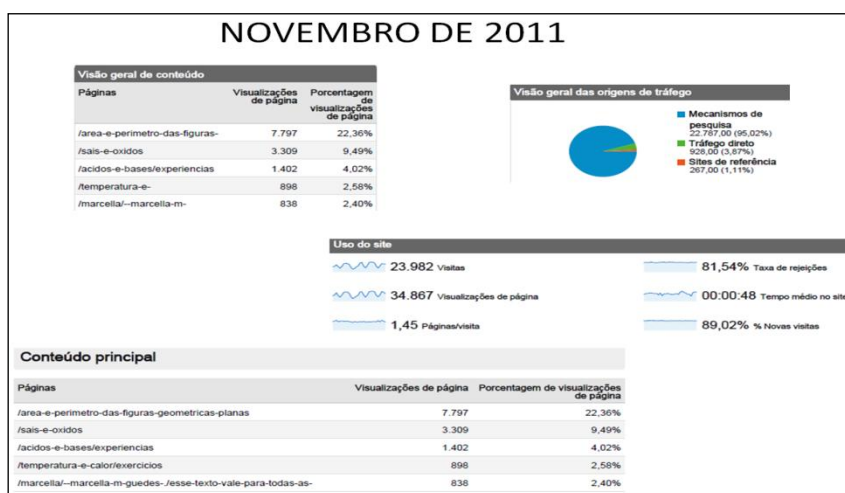 NOVEMBRO DE 2011
Visão geral de conteúdo
Páginas Visualizações de página Porcentagem de visualizações de página
/area-e-perimetro-das-figuras- 7.797 22,36%
/sais-e-oxidos 3.309 9,49%
/acidos-e-bases/experiencias 1.402 4,02%
/temperatura-e- 898 2,58%
/marcella/--marcella-m- 838 2,40%
Visão geral das origens de tráfego
Mecanismos de
pesquisa
22.787,00 (95,02%)
Tráfego direto
928,00 (3,87%)
Sites de referência
267,00 (1,11%)
Uso do site
23.982 Visitas
81,54% Taxa de rejeições
34.867 Visualizações de página
00:00:48 Tempo médio no site
1,45 Páginas/visita
89,02% % Novas visitas
Conteúdo principal
Páginas Visualizações de página Porcentagem de visualizações de página
/area-e-perimetro-das-figuras-geometricas-planas 7.797 22,36%
/sais-e-oxidos 3.309 9,49%
/acidos-e-bases/experiencias 1.402 4,02%
/temperatura-e-calor/exercicios 898 2,58%
/marcella/--marcella-m-guedes-./esse-texto-vale-para-todas-as- 838 2,40%